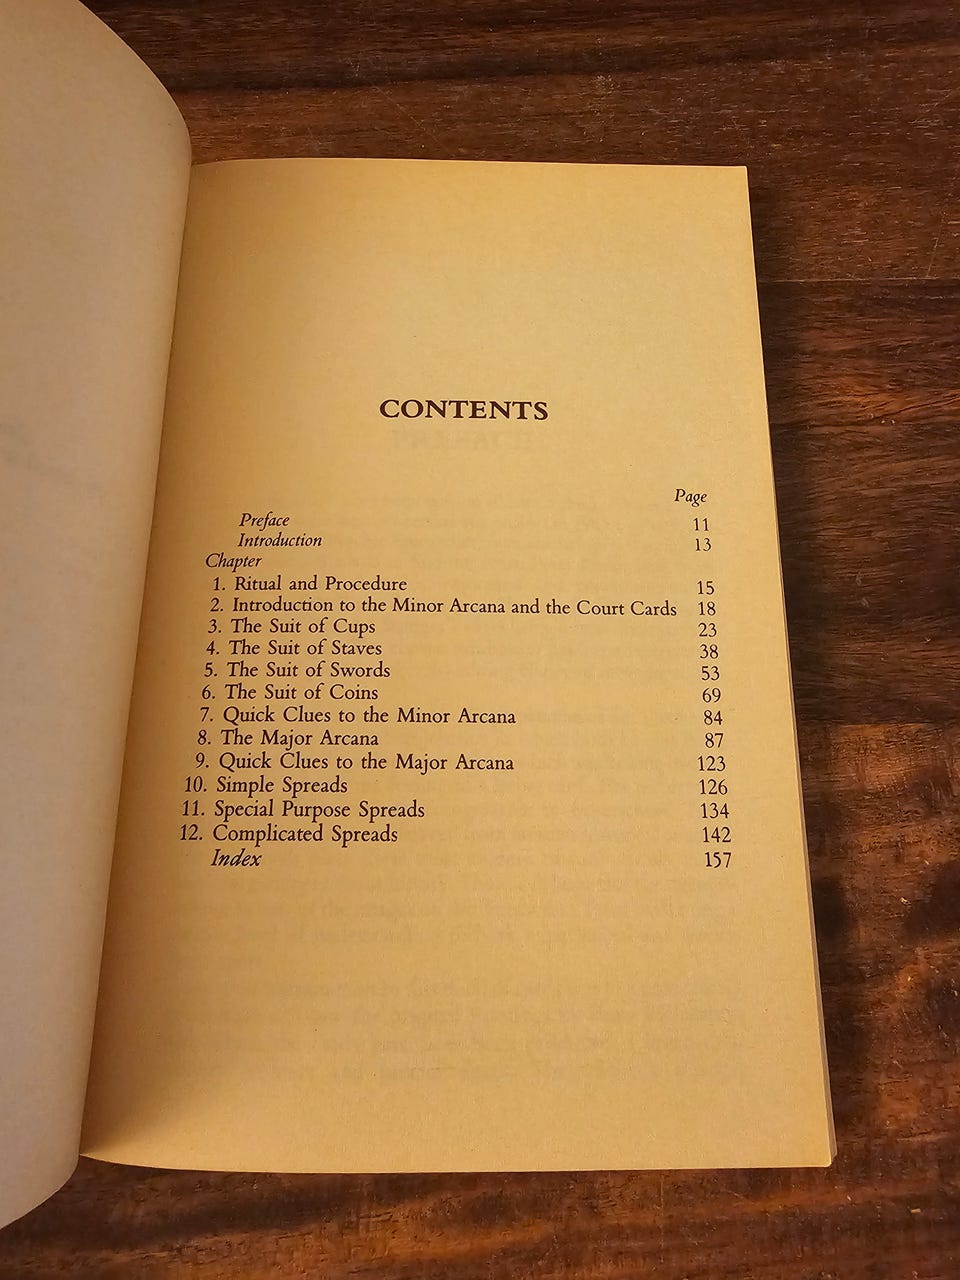 CONTENTS
Page
Preface 11
Introduction 13
Chapter
1. Ritual and Procedure 15
2. Introduction to the Minor Arcana and the Court Cards 18
3. The Suit of Cups 23
4. The Suit of Staves 38
5. The Suit of Swords 53
6. The Suit of Coins 69
7. Quick Clues to the Minor Arcana 84
8. The Major Arcana 87
9. Quick Clues to the Major Arcana 123
10. Simple Spreads 126
11. Special Purpose Spreads 134
12. Complicated Spreads 142
Index 157